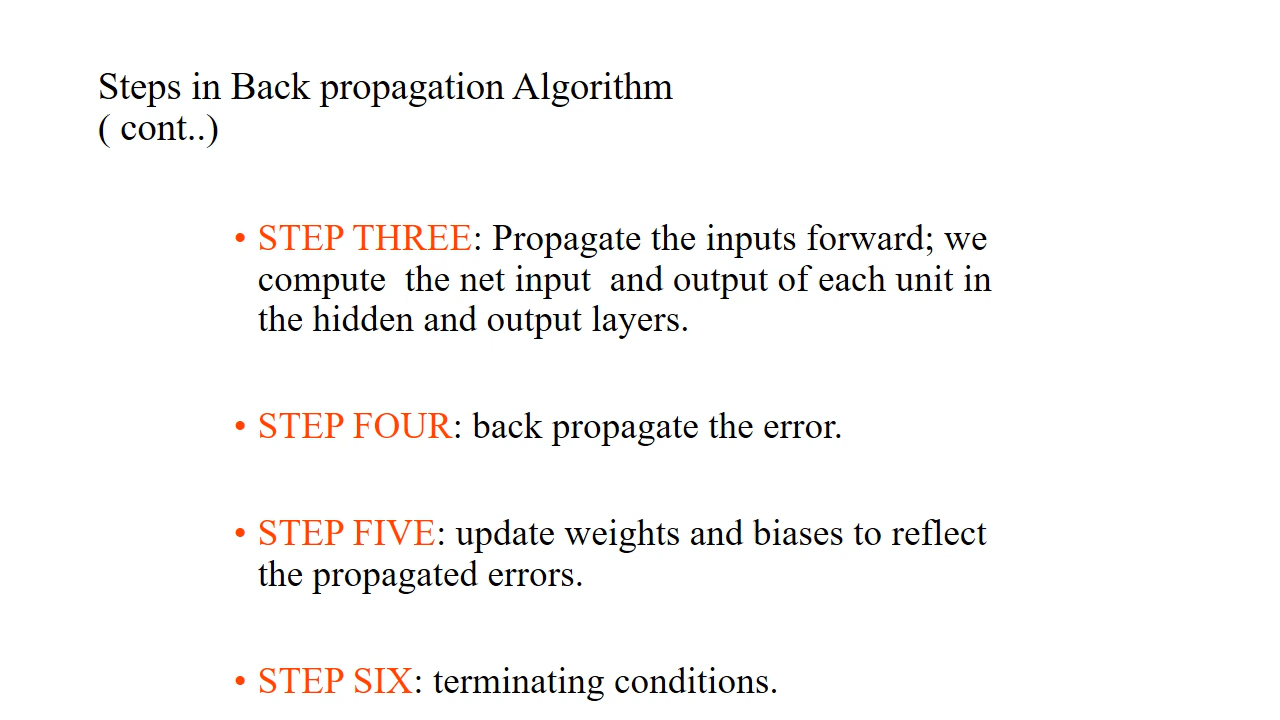 Steps in Back propagation Algorithm
( cont..)
• STEP THREE: Propagate the inputs forward; we
compute the net input and output of each unit in
the hidden and output layers.
• STEP FOUR: back propagate the error.
• STEP FIVE: update weights and biases to reflect
the propagated errors.
• STEP SIX: terminating conditions.